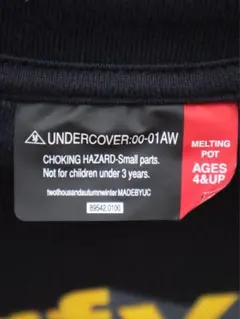 UNDERCOVER:00-01AW
CHOKING HAZARD-Small parts.
Not for children under 3 years.
twothousandautumnwinter MADEBYUC
89542.0100
MELTING
POT
AGES
4&UP